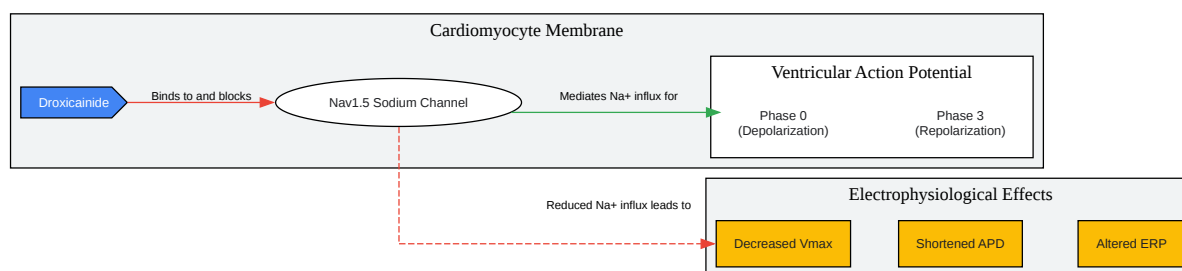 Cardiomyocyte Membrane
Ventricular Action Potential
Droxicainide
Binds to and blocks
Nav1.5 Sodium Channel
Mediates Na+ influx for
Phase 0
(Depolarization)
Phase 3
(Repolarization)
Reduced Na+ influx leads to
Electrophysiological Effects
Decreased Vmax
Shortened APD
Altered ERP